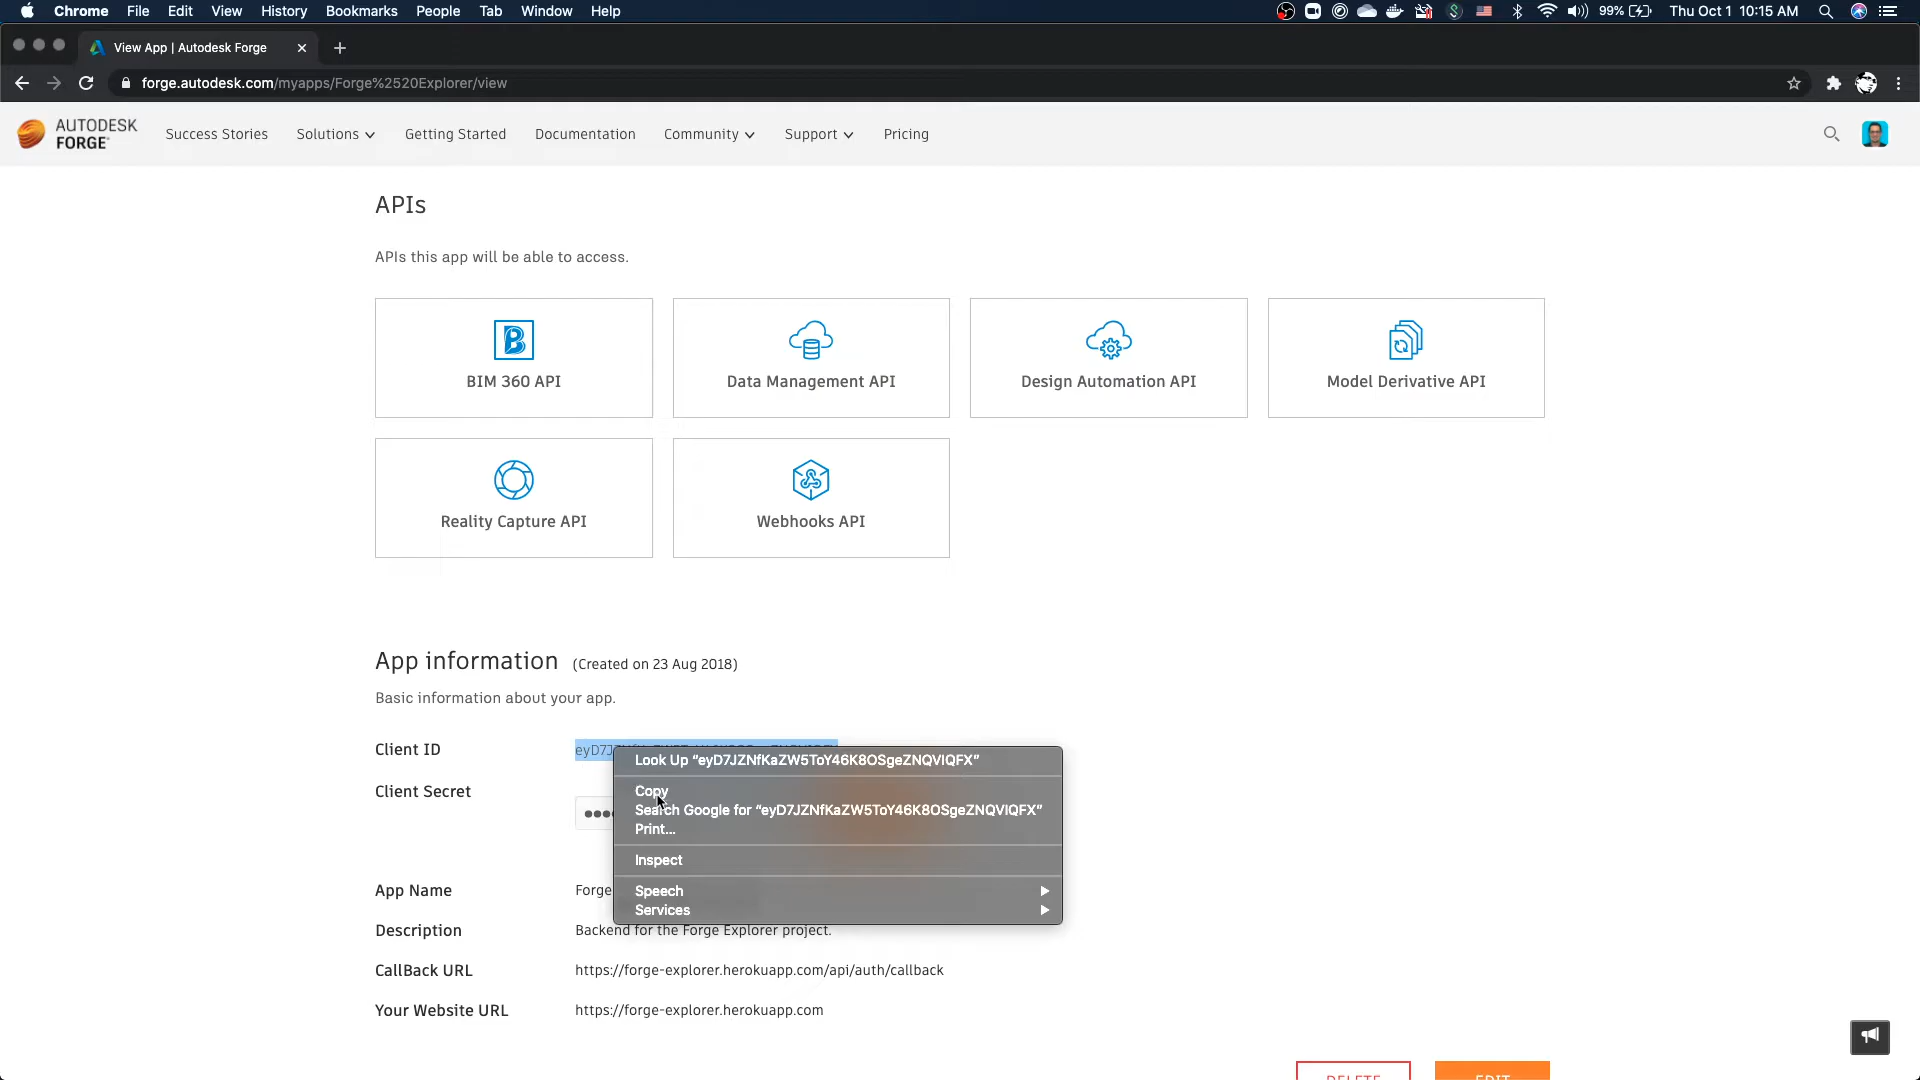 Chrome File Edit View History Bookmarks People Tab Window Help
99% Thu Oct 1 10:15 AM
View App | Autodesk Forge
forge.autodesk.com/myapps/Forge%2520Explorer/view
AUTODESK FORGE Success Stories Solutions Getting Started Documentation Community Support Pricing
APIs
APIs this app will be able to access.
BIM 360 API Data Management API Design Automation API Model Derivative API
Reality Capture API Webhooks API
App information (Created on 23 Aug 2018)
Basic information about your app.
Client ID eyD7J
Look Up “eyD7JZNfKaZW5ToY46K8OSgeZNQVIQFX”
Client Secret
Copy
Search Google for “eyD7JZNfKaZW5ToY46K8OSgeZNQVIQFX”
Print...
Inspect
App Name Forge
Speech
Services
Description Backend for the Forge Explorer project.
CallBack URL https://forge-explorer.herokuapp.com/api/auth/callback
Your Website URL https://forge-explorer.herokuapp.com
DELETE EDIT